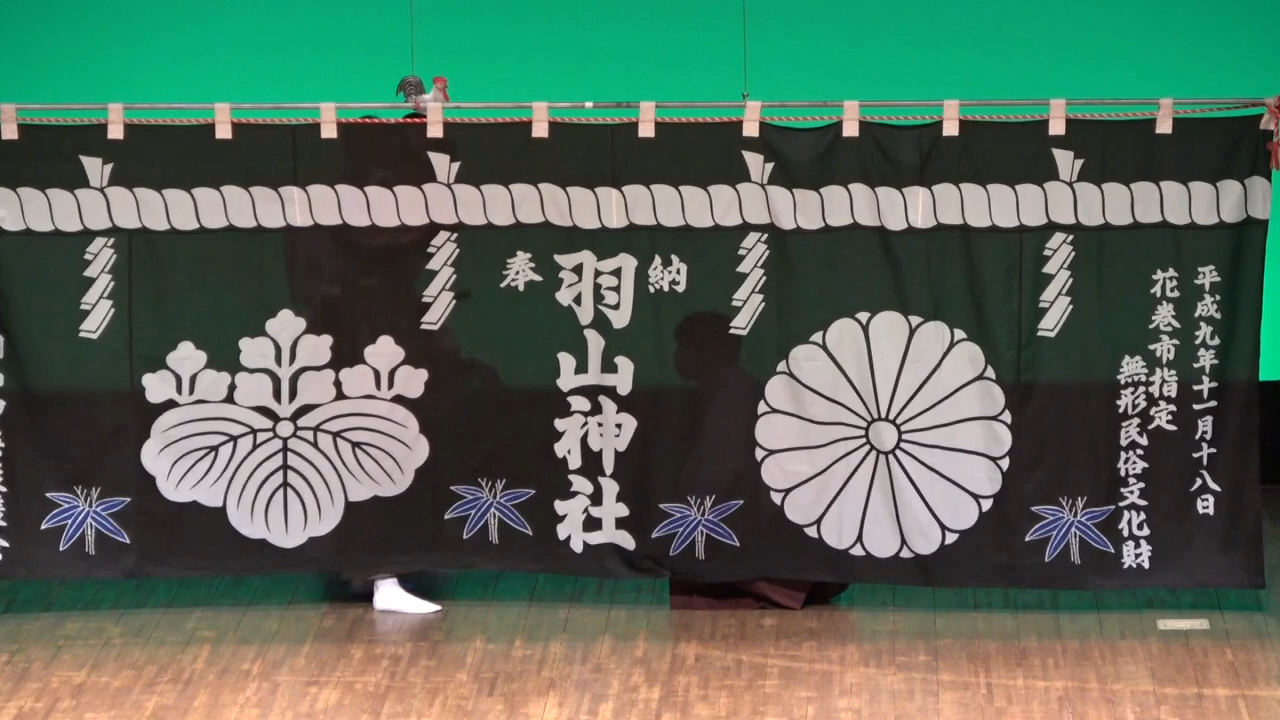 平成九年十一月十八日
花巻市指定
無形民俗文化財
奉納
羽山神社